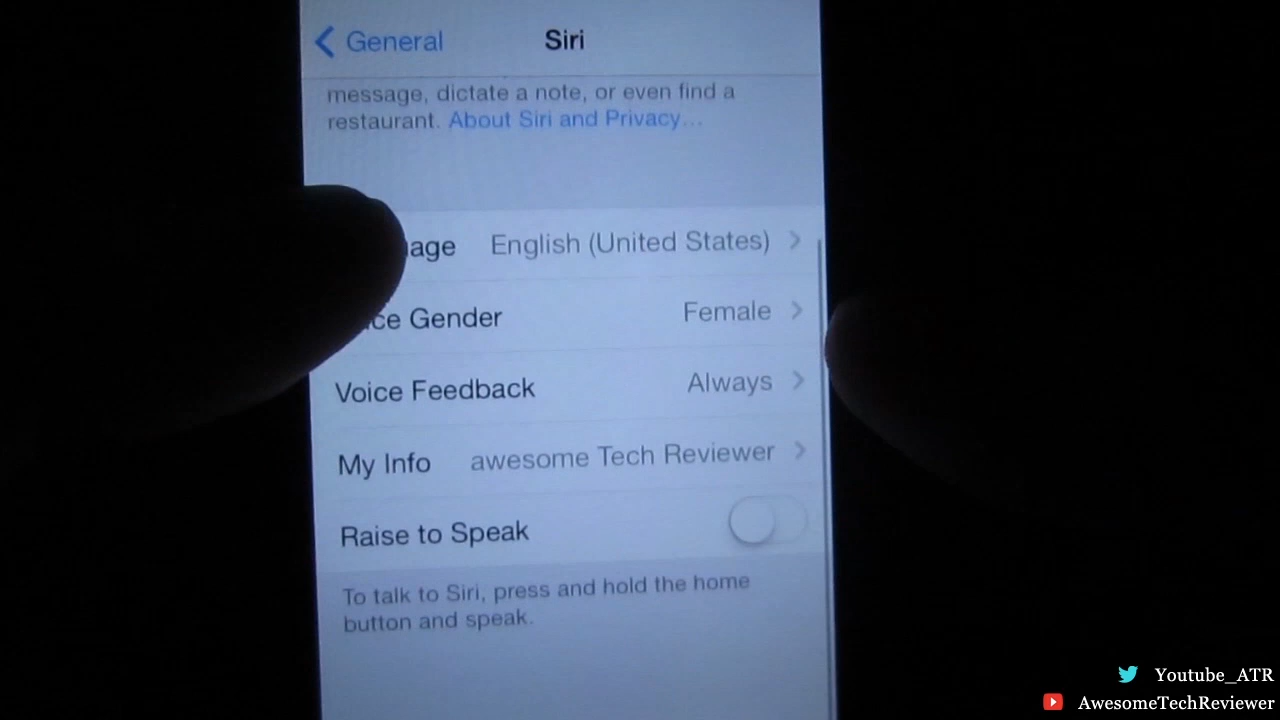 General
Siri
message, dictate a note, or even find a
restaurant. About Siri and Privacy...
English (United States)
Gender Female
Voice Feedback Always
My Info awesome Tech Reviewer
Raise to Speak
To talk to Siri, press and hold the home
button and speak.
Youtube_ATR
AwesomeTechReviewer